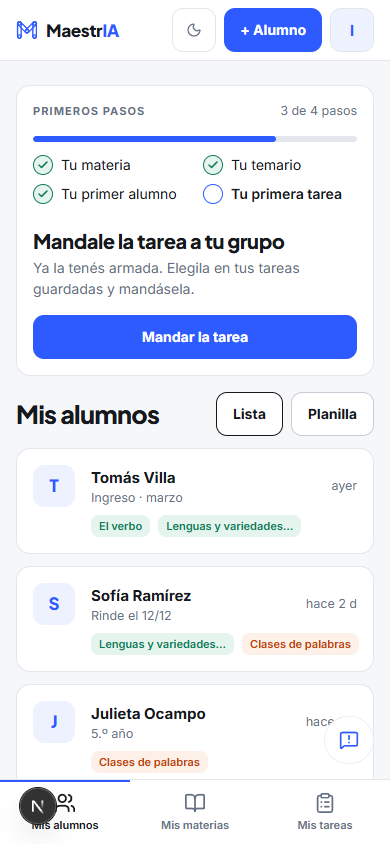 MaestrIA
+ Alumno
I
PRIMEROS PASOS
3 de 4 pasos
Tu materia
Tu temario
Tu primer alumno
Tu primera tarea
Mandale la tarea a tu grupo
Ya la tenés armada. Elegila en tus tareas
guardadas y mandásela.
Mandar la tarea
Mis alumnos
Lista
Planilla
T
Tomás Villa
ayer
Ingreso · marzo
El verbo
Lenguas y variedades...
S
Sofía Ramírez
hace 2 d
Rinde el 12/12
Lenguas y variedades...
Clases de palabras
J
Julieta Ocampo
hace
5.º año
Clases de palabras
N
Mis alumnos
Mis materias
Mis tareas